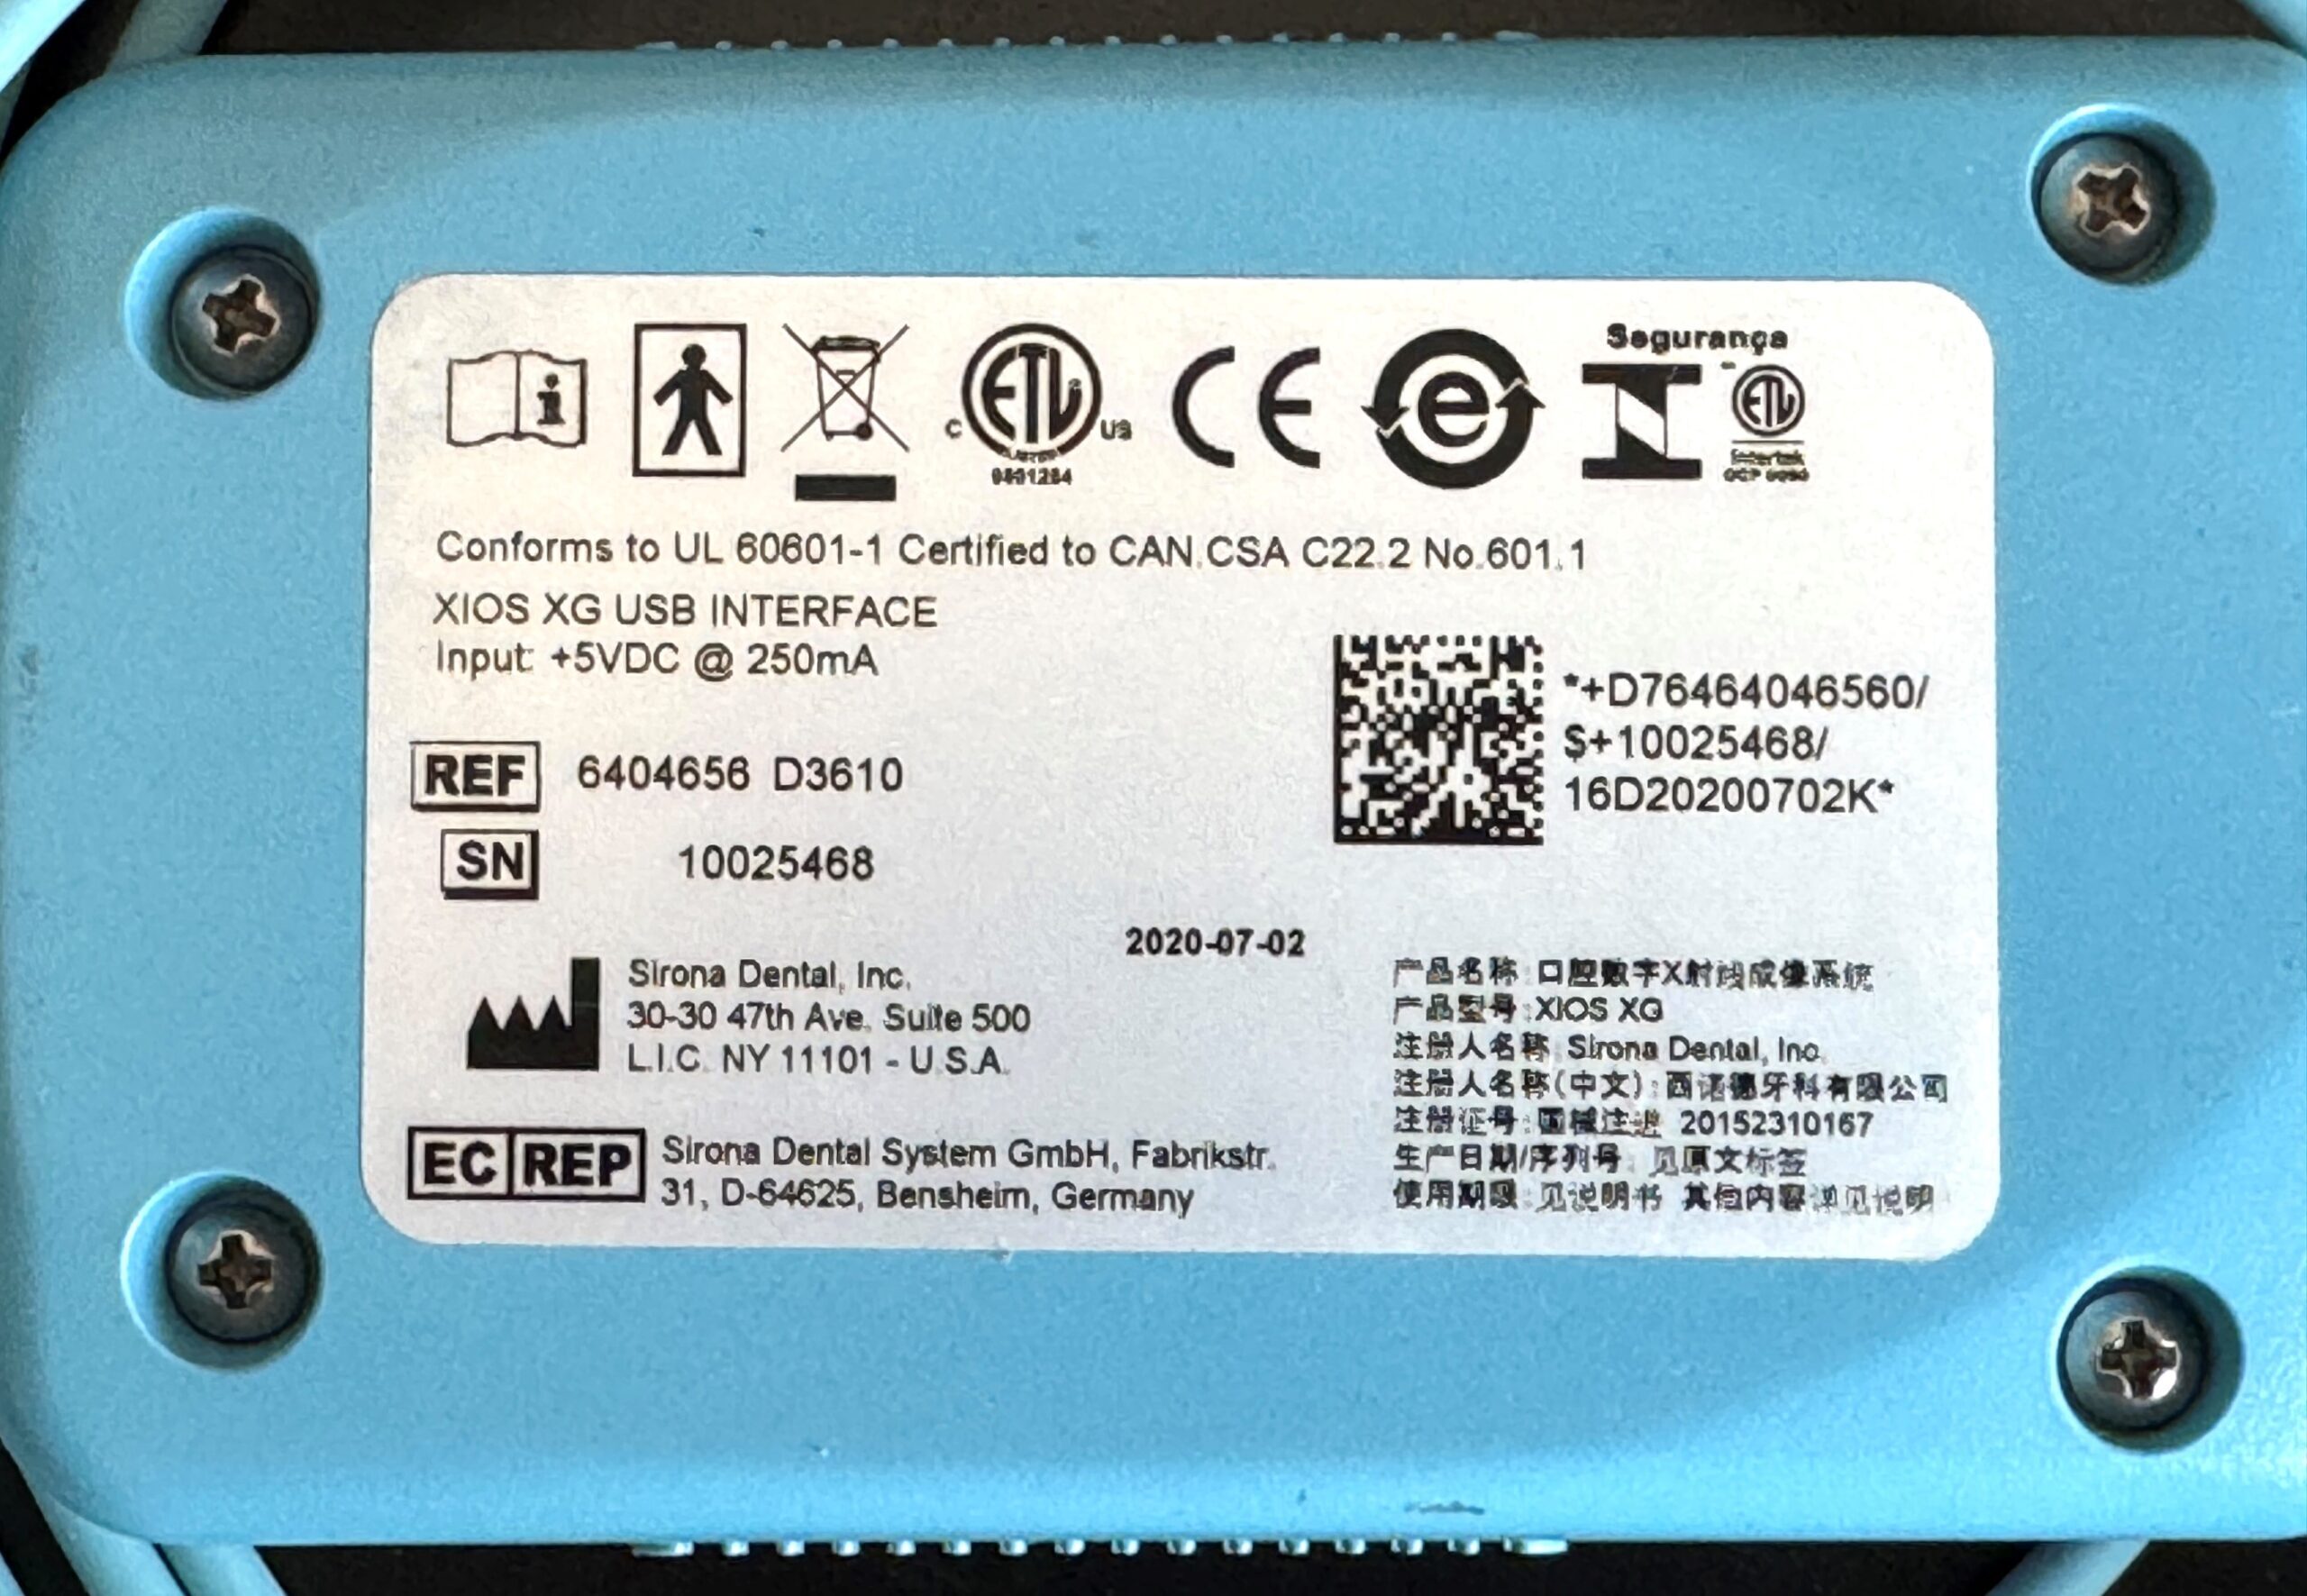 Segurança
i
ETL
CE
e
ETL
c
us
Intertek
Conforms to UL 60601-1 Certified to CAN.CSA C22.2 No.601.1
XIOS XG USB INTERFACE
Input: +5VDC @ 250mA
*+D76464046560/
S+10025468/
16D20200702K*
REF 6404656 D3610
SN 10025468
2020-07-02
Sirona Dental, Inc.
30-30 47th Ave. Suite 500
L.I.C. NY 11101 - U.S.A.
EC REP Sirona Dental System GmbH, Fabrikstr.
31, D-64625, Bensheim, Germany
产品名称:口腔数字X射线成像系统
产品型号:XIOS XG
注册人名称:Sirona Dental, Inc.
注册人名称(中文):西诺德牙科有限公司
注册证号:国械注进 20152310167
生产日期/序列号:见原文标签
使用期限:见说明书 其他内容详见说明